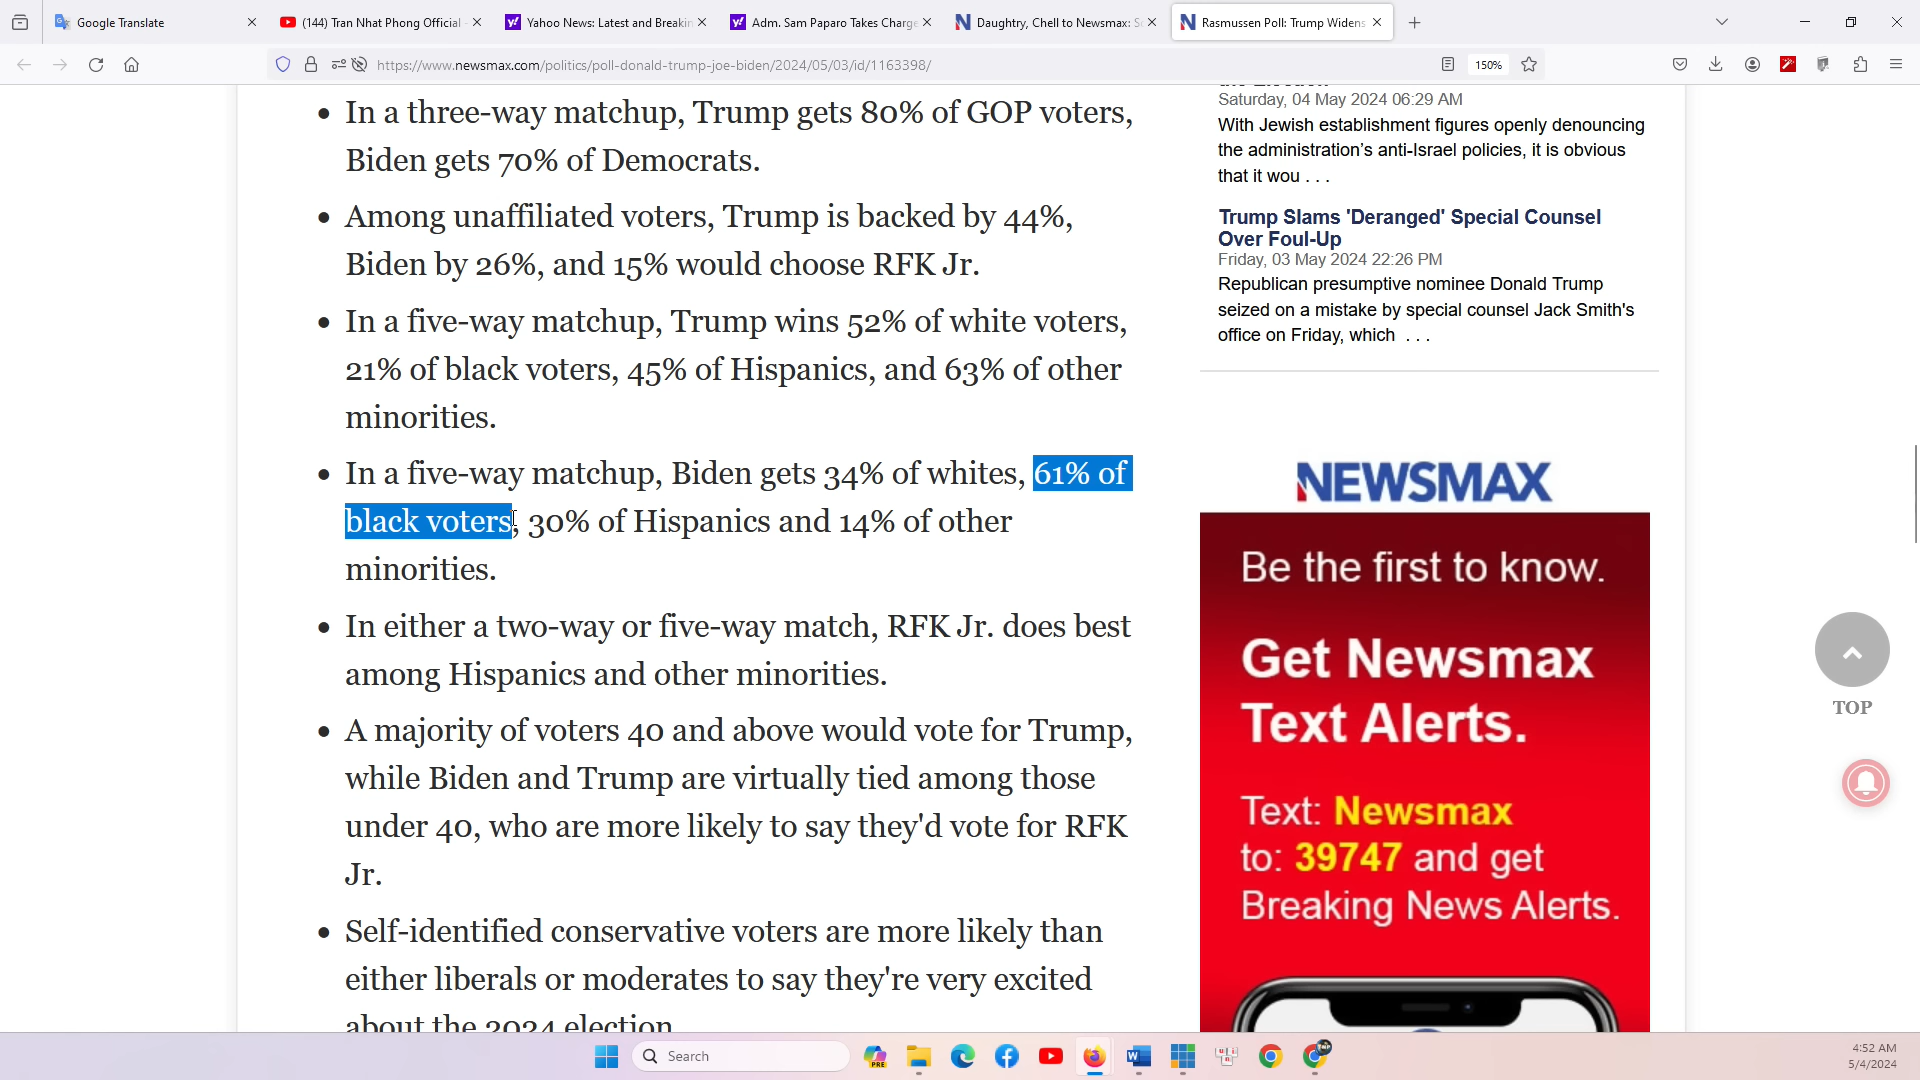 Google Translate
(144) Tran Nhat Phong Official -
Yahoo News: Latest and Breakin
Adm. Sam Paparo Takes Charge
Daughtry, Chell to Newsmax: S
Rasmussen Poll: Trump Widens
https://www.newsmax.com/politics/poll-donald-trump-joe-biden/2024/05/03/id/1163398/
150%
In a three-way matchup, Trump gets 80% of GOP voters,
Biden gets 70% of Democrats.
Among unaffiliated voters, Trump is backed by 44%,
Biden by 26%, and 15% would choose RFK Jr.
In a five-way matchup, Trump wins 52% of white voters,
21% of black voters, 45% of Hispanics, and 63% of other
minorities.
In a five-way matchup, Biden gets 34% of whites, 61% of
black voters, 30% of Hispanics and 14% of other
minorities.
In either a two-way or five-way match, RFK Jr. does best
among Hispanics and other minorities.
A majority of voters 40 and above would vote for Trump,
while Biden and Trump are virtually tied among those
under 40, who are more likely to say they'd vote for RFK
Jr.
Self-identified conservative voters are more likely than
either liberals or moderates to say they're very excited
about the 2024 election
Saturday, 04 May 2024 06:29 AM
With Jewish establishment figures openly denouncing
the administration’s anti-Israel policies, it is obvious
that it wou . . .
Trump Slams 'Deranged' Special Counsel
Over Foul-Up
Friday, 03 May 2024 22:26 PM
Republican presumptive nominee Donald Trump
seized on a mistake by special counsel Jack Smith's
office on Friday, which . . .
NEWSMAX
Be the first to know.
Get Newsmax
Text Alerts.
Text: Newsmax
to: 39747 and get
Breaking News Alerts.
TOP
Search
PRE
4:52 AM
5/4/2024